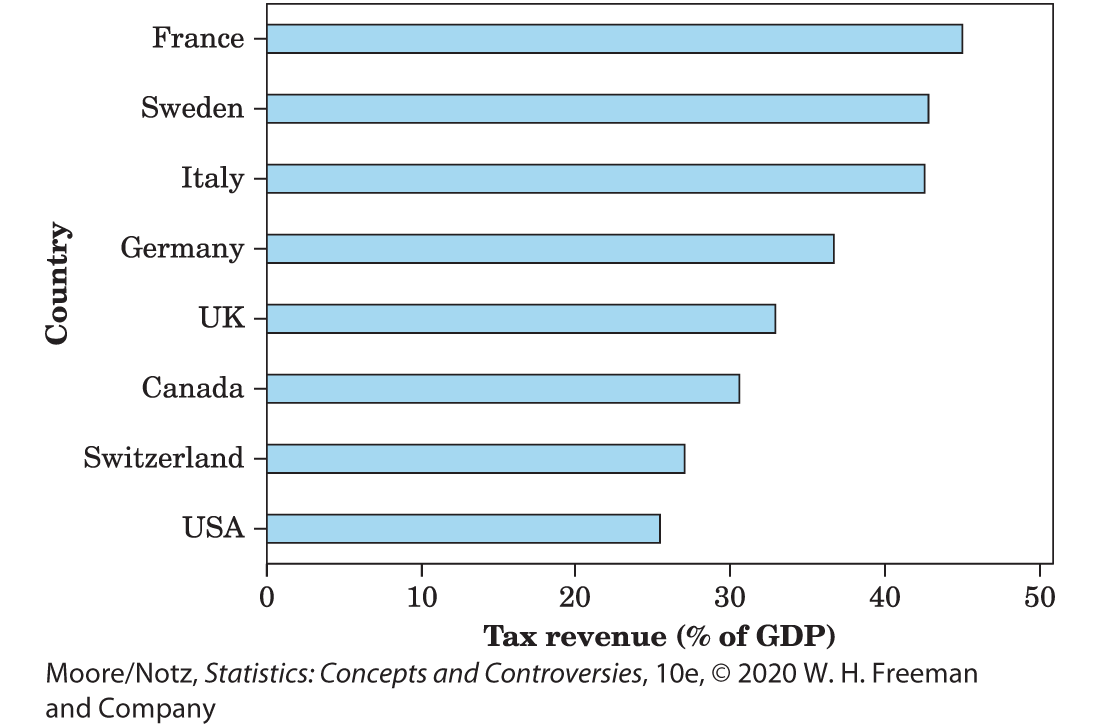 France
Sweden
Italy
Germany
UK
Canada
Switzerland
USA
Country
0 10 20 30 40 50
Tax revenue (% of GDP)
Moore/Notz, Statistics: Concepts and Controversies, 10e, © 2020 W. H. Freeman
and Company